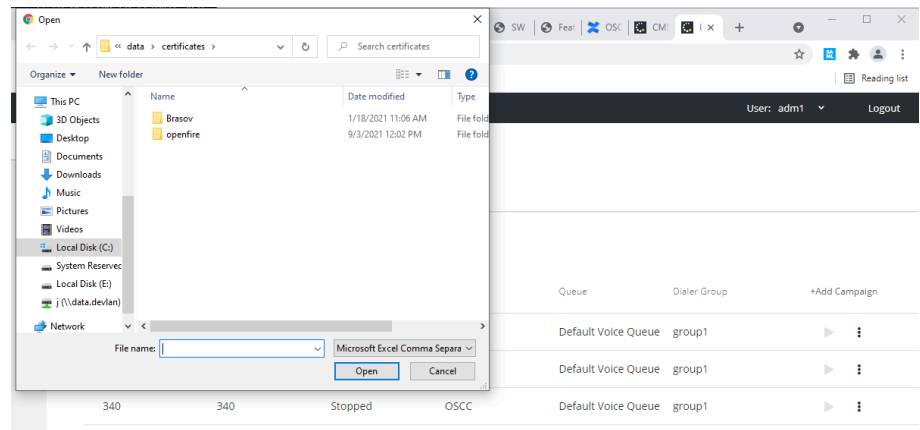 Open
SW
Feat
OSC
CM
data
certificates
Search certificates
Organize
New folder
Reading list
Name
Date modified
Type
This PC
3D Objects
Desktop
Documents
Downloads
Music
Pictures
Videos
Local Disk (C:)
System Reserved
Local Disk (E:)
j (\\data.devlan)
Network
Brasov
1/18/2021 11:06 AM
File fold
openfire
9/3/2021 12:02 PM
File fold
User: adm1
Logout
File name:
Microsoft Excel Comma Separa
Open
Cancel
Queue
Dialer Group
+Add Campaign
Default Voice Queue
group1
Default Voice Queue
group1
340
340
Stopped
OSCC
Default Voice Queue
group1